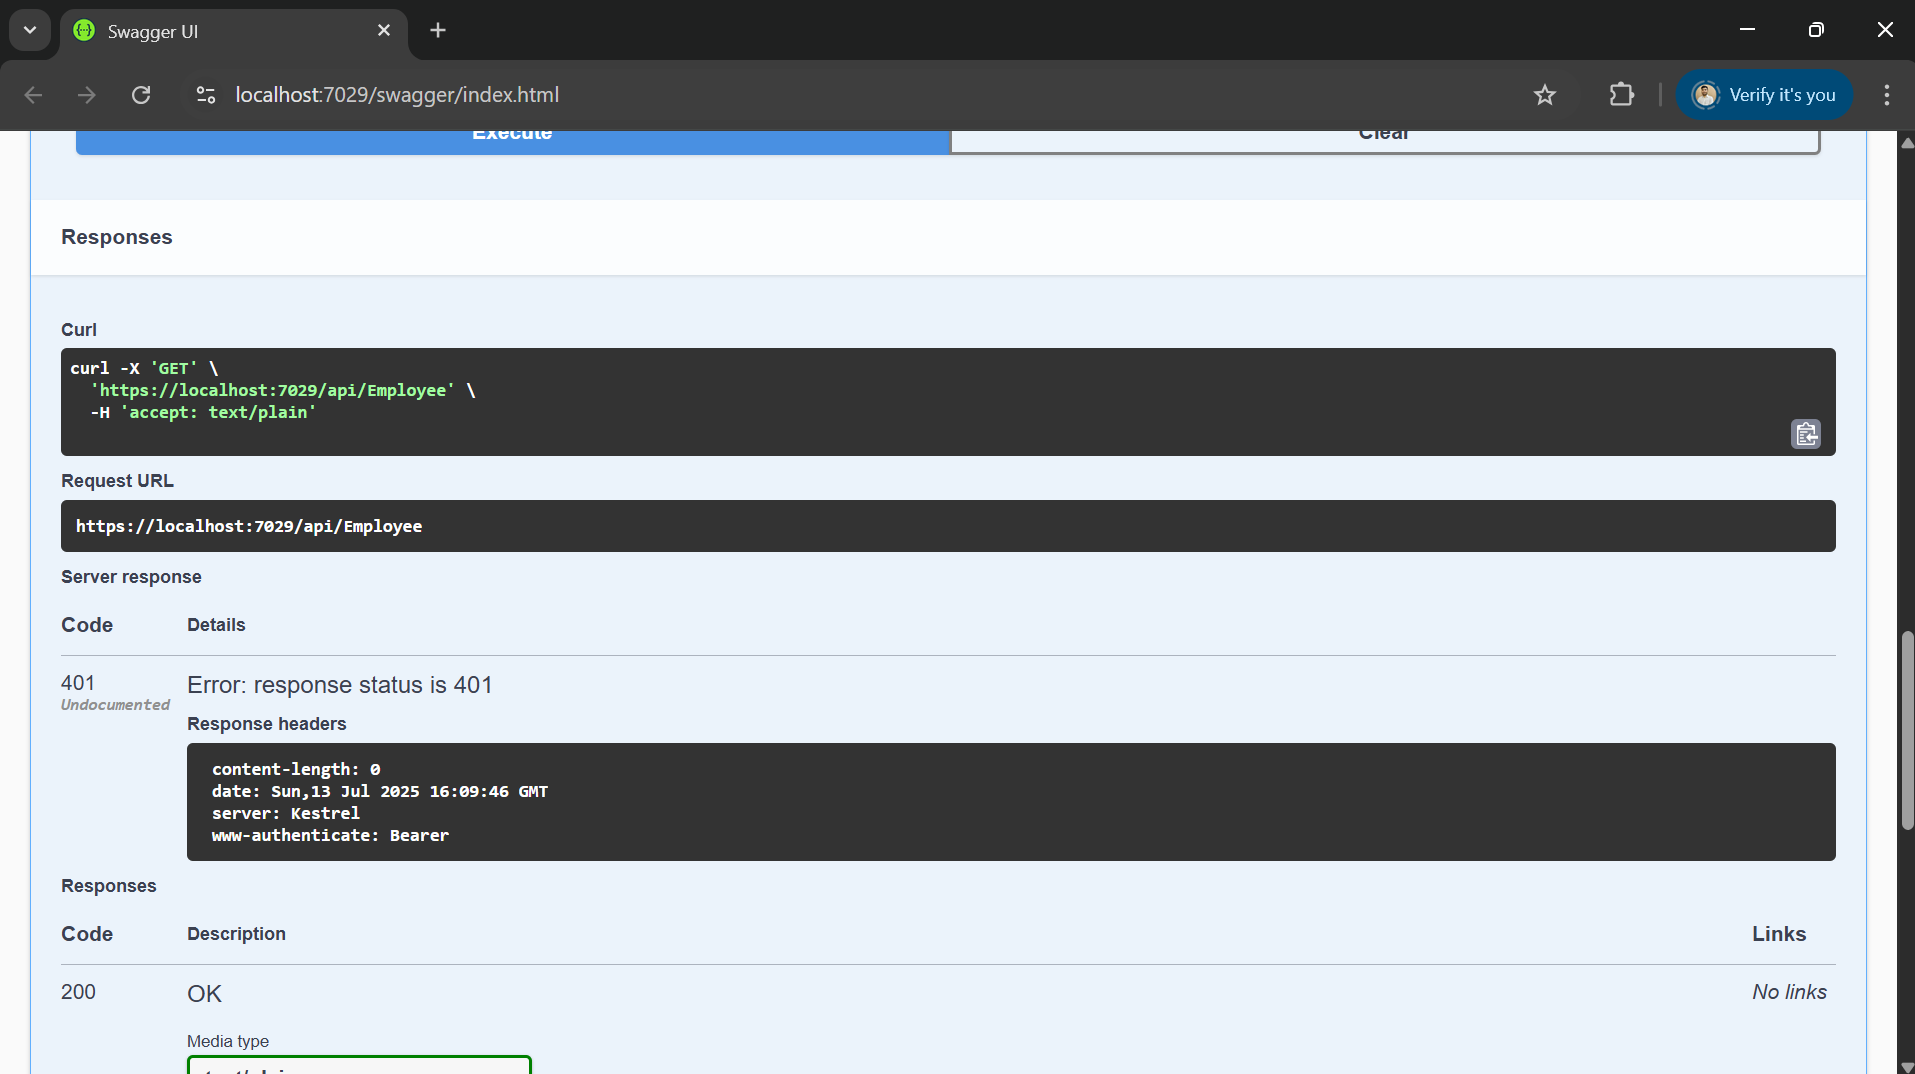 Swagger UI
localhost:7029/swagger/index.html
Verify it's you
Execute
Clear
Responses
Curl
curl -X 'GET' \
'https://localhost:7029/api/Employee' \
-H 'accept: text/plain'
Request URL
https://localhost:7029/api/Employee
Server response
Code Details
401 Error: response status is 401
Undocumented
Response headers
content-length: 0
date: Sun,13 Jul 2025 16:09:46 GMT
server: Kestrel
www-authenticate: Bearer
Responses
Code Description Links
200 OK No links
Media type